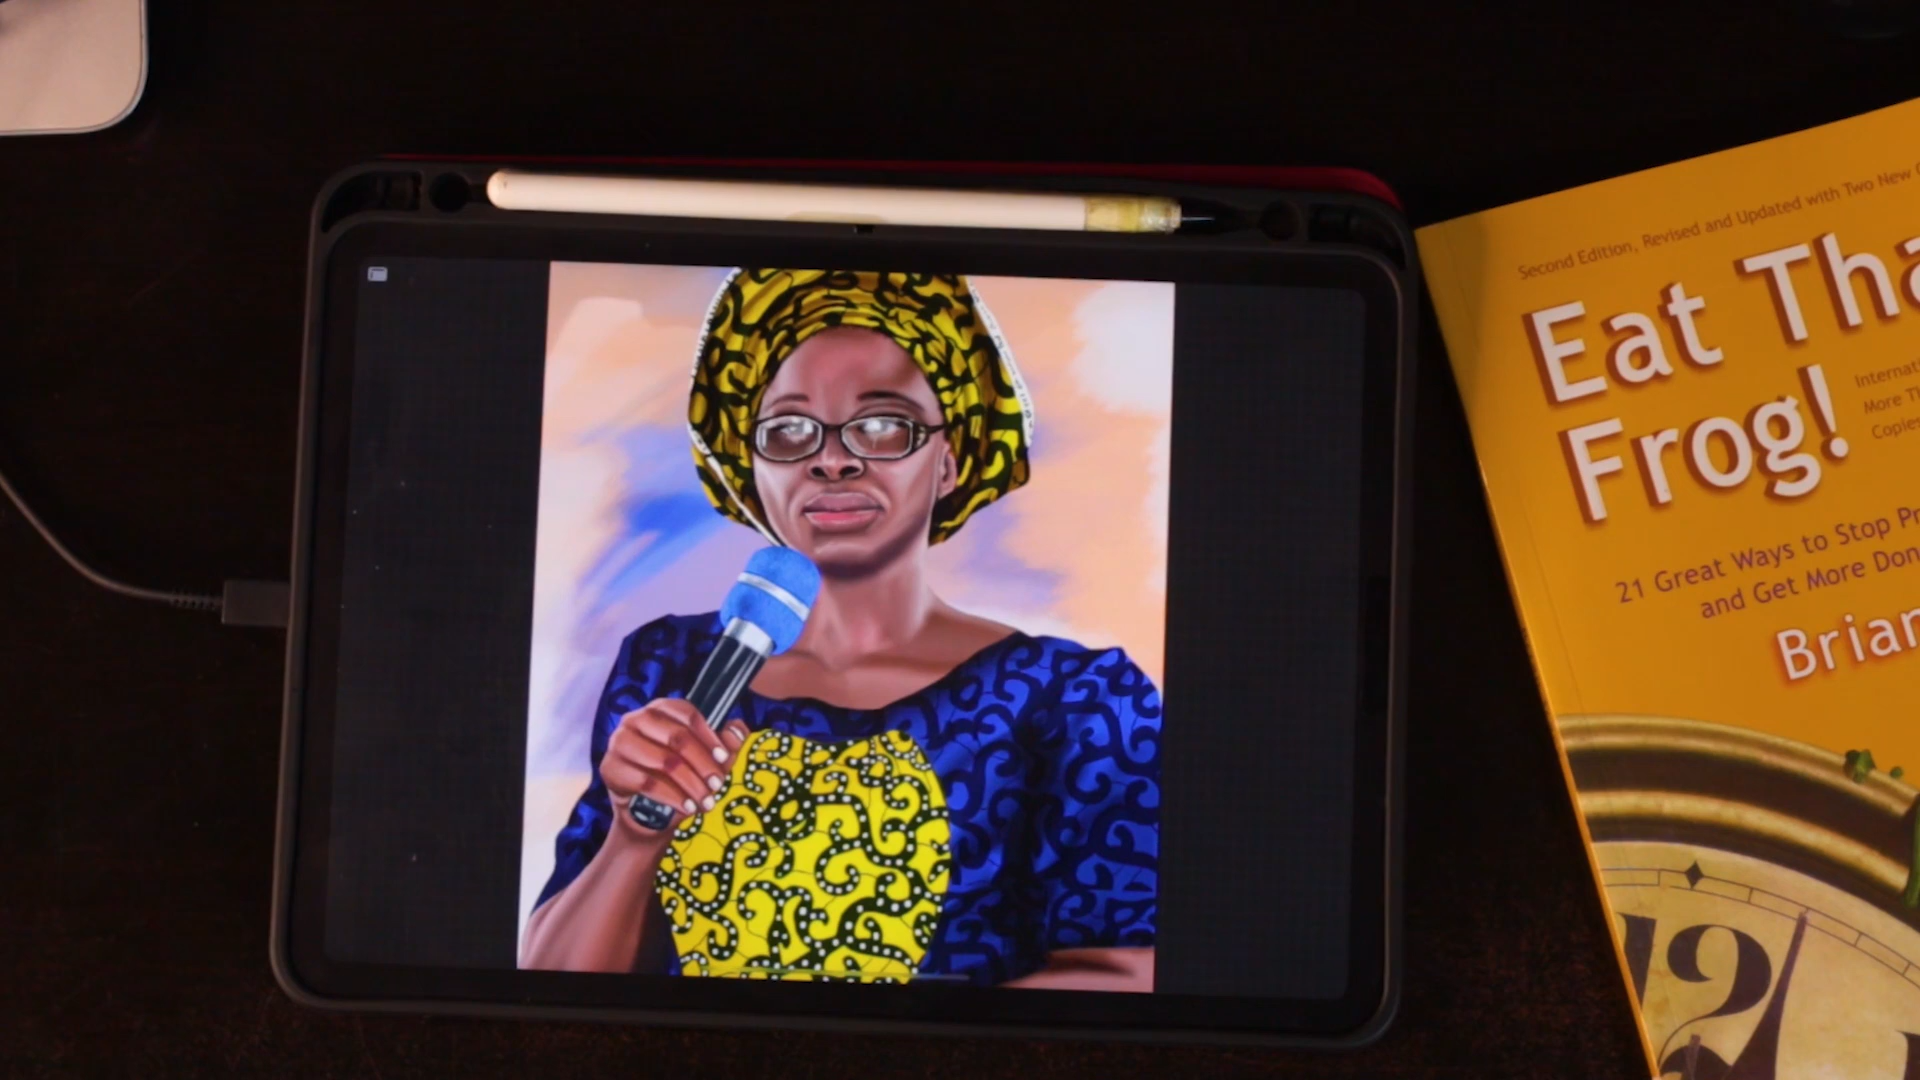 Second Edition, Revised and Updated with Two New
Eat Tha
Frog!
Internat
More Th
Copies
21 Great Ways to Stop Pr
and Get More Don
Brian
12